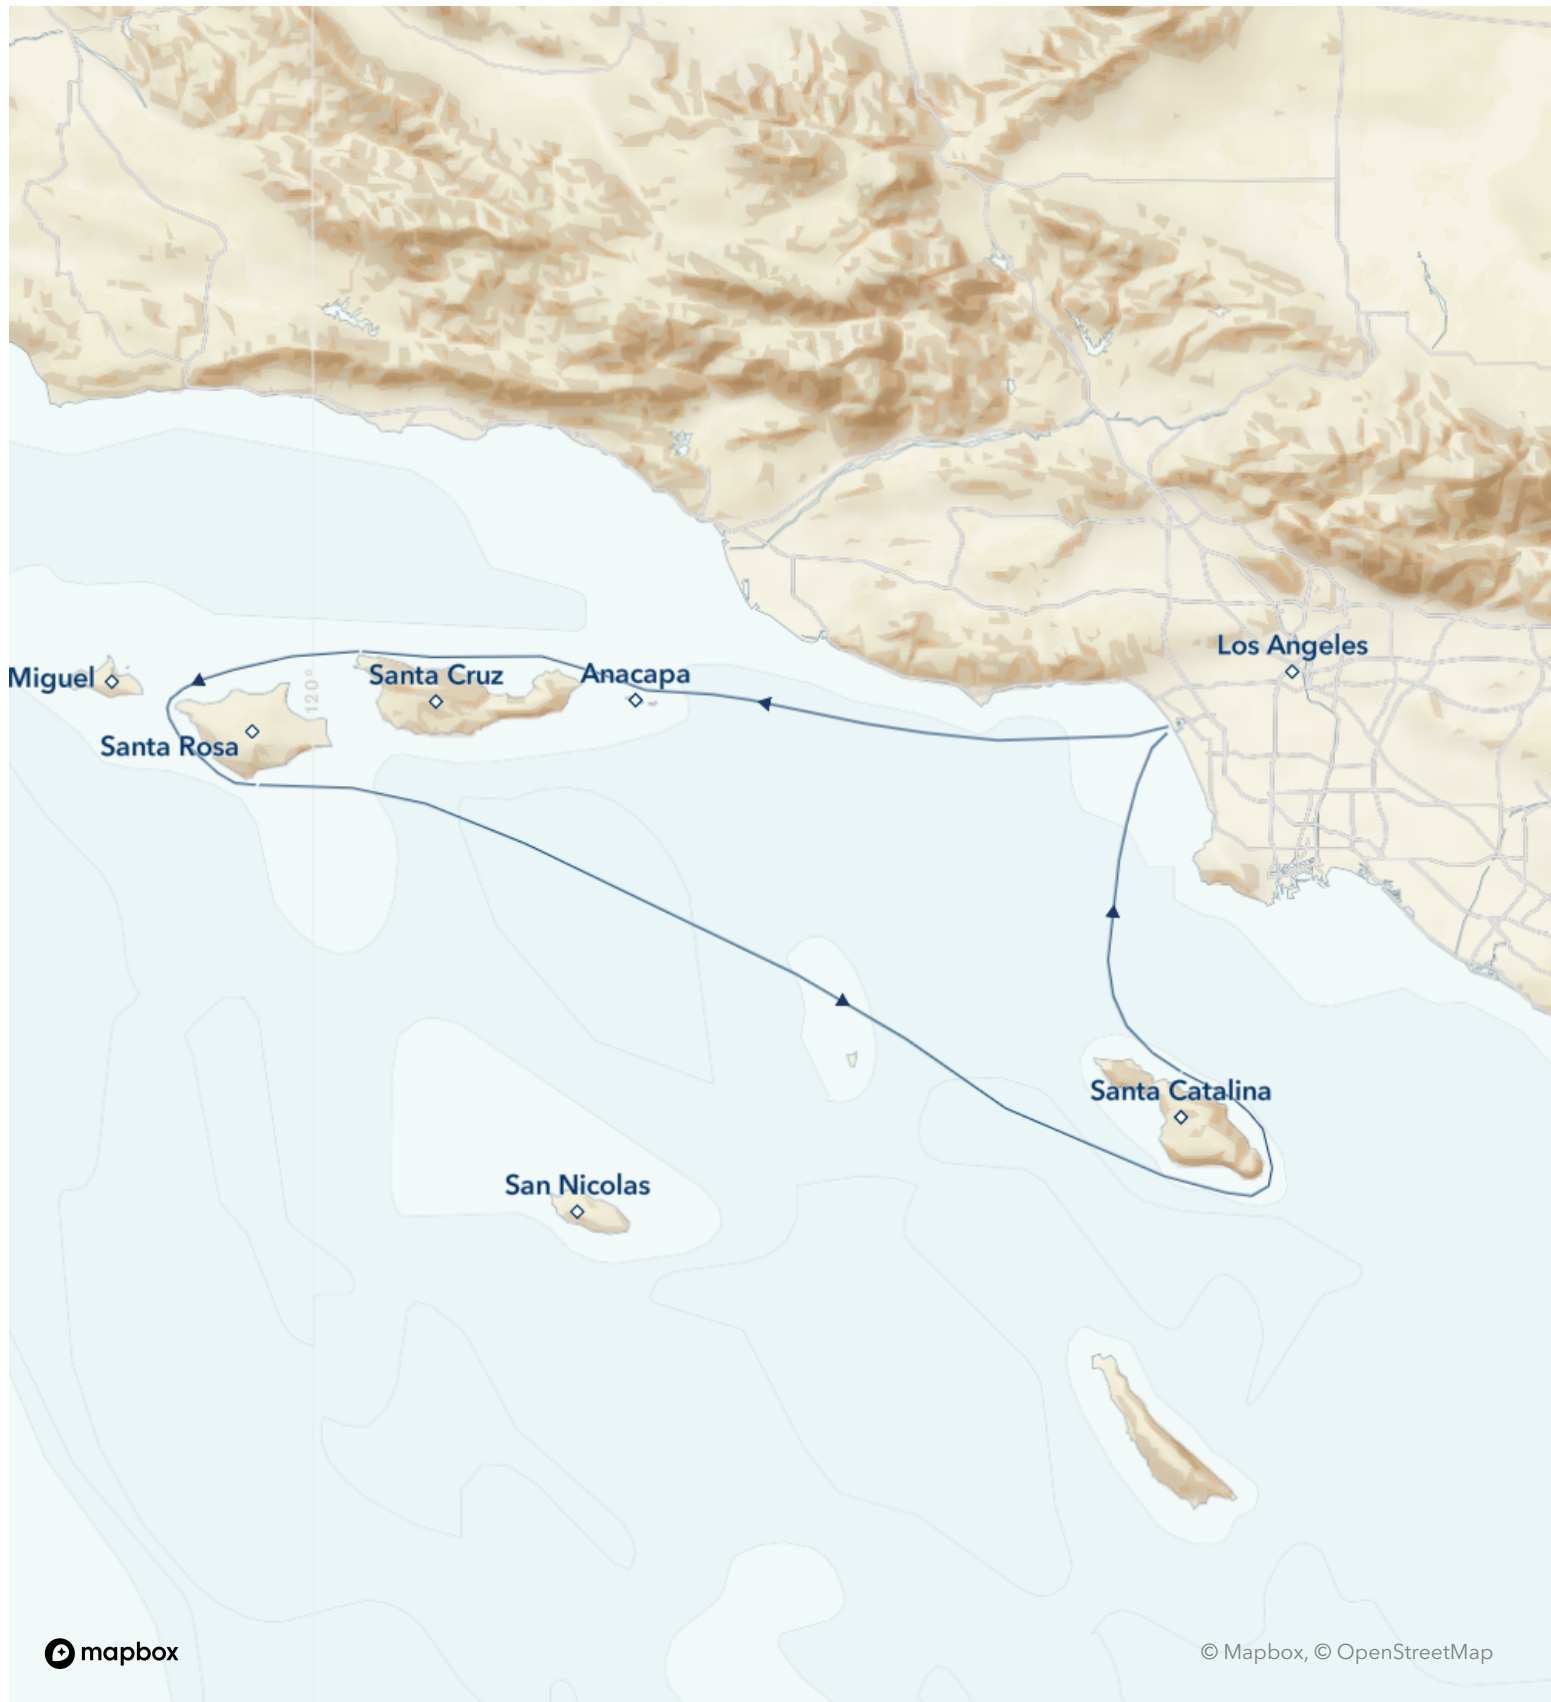 Los Angeles
Miguel
Santa Cruz
Anacapa
120°
Santa Rosa
Santa Catalina
San Nicolas
mapbox
© Mapbox, © OpenStreetMap